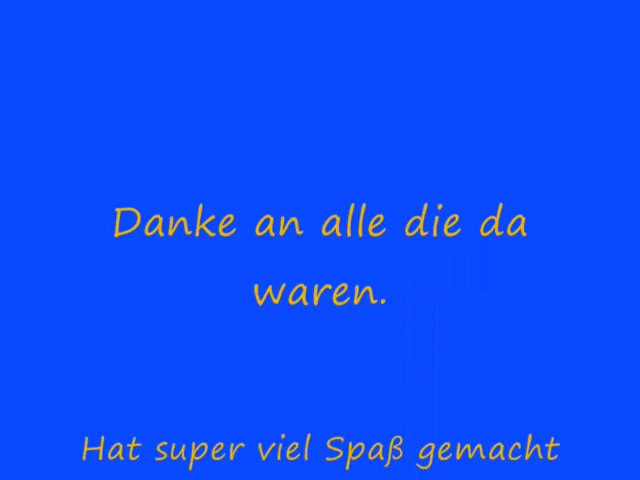 Danke an alle die da
waren.
Hat super viel Spaß gemacht